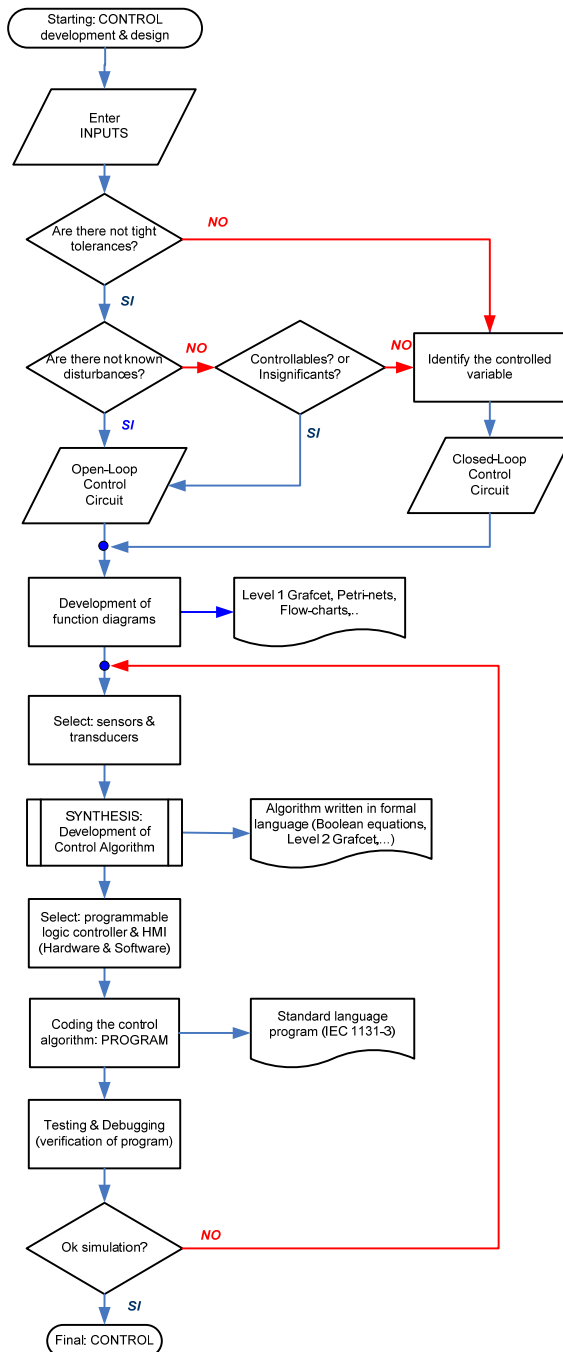 Starting: CONTROL
development & design
Enter
INPUTS
Are there not tight
tolerances?
NO
SI
Are there not known
disturbances?
NO
Controllables? or
Insignificants?
NO
Identify the controlled
variable
SI
SI
Open-Loop
Control
Circuit
Closed-Loop
Control
Circuit
Development of
function diagrams
Level 1 Grafcet, Petri-nets,
Flow-charts,..
Select: sensors &
transducers
SYNTHESIS:
Development of
Control Algorithm
Algorithm written in formal
language (Boolean equations,
Level 2 Grafcet,...)
Select: programmable
logic controller & HMI
(Hardware & Software)
Coding the control
algorithm: PROGRAM
Standard language
program (IEC 1131-3)
Testing & Debugging
(verification of program)
Ok simulation?
NO
SI
Final: CONTROL